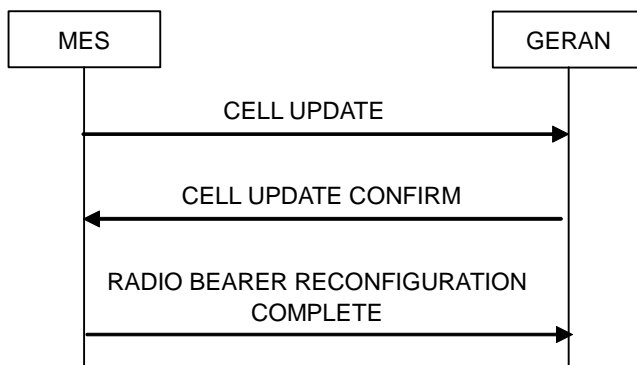 MES
GERAN
CELL UPDATE
CELL UPDATE CONFIRM
RADIO BEARER RECONFIGURATION
COMPLETE